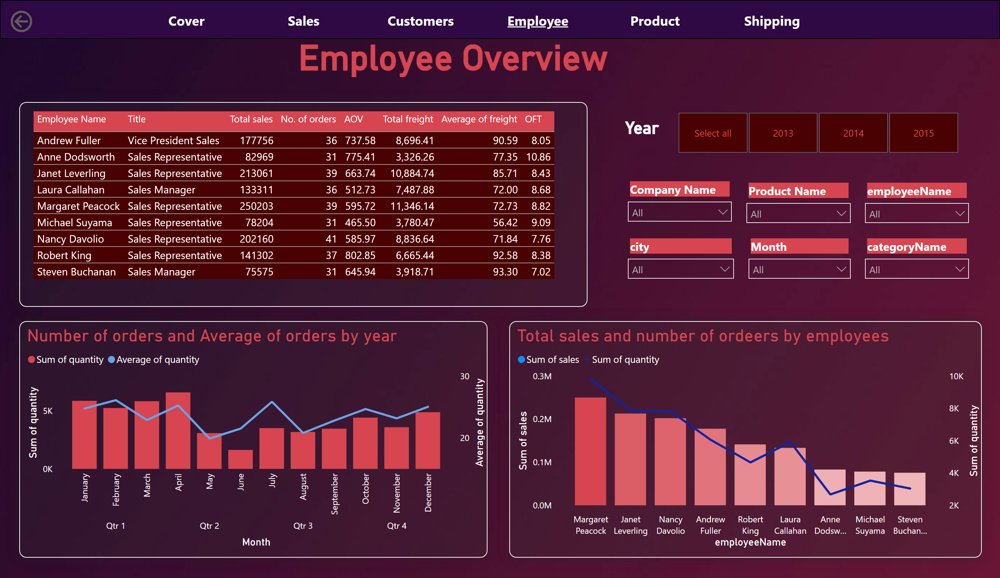 Cover Sales Customers Employee Product Shipping
Employee Overview
Employee Name Title Total sales No. of orders AOV Total freight Average of freight OFT
Andrew Fuller Vice President Sales 177756 36 737.58 8,696.41 90.59 8.05
Anne Dodsworth Sales Representative 82969 31 775.41 3,326.26 77.35 10.86
Janet Leverling Sales Representative 213061 39 663.74 10,884.74 85.71 8.43
Laura Callahan Sales Manager 133311 36 512.73 7,487.88 72.00 8.68
Margaret Peacock Sales Representative 250203 39 595.72 11,346.14 72.73 8.82
Michael Suyama Sales Representative 78204 31 465.50 3,780.47 56.42 9.09
Nancy Davolio Sales Representative 202160 41 585.97 8,836.64 71.84 7.76
Robert King Sales Representative 141302 37 802.85 6,665.44 92.58 8.38
Steven Buchanan Sales Manager 75575 31 645.94 3,918.71 93.30 7.02
Year Select all 2013 2014 2015
Company Name Product Name employeeName
All All All
city Month categoryName
All All All
Number of orders and Average of orders by year
Sum of quantity Average of quantity
Sum of quantity
5K
0K
30
20
Average of quantity
January February March April May June July August September October November December
Qtr 1 Qtr 2 Qtr 3 Qtr 4
Month
Total sales and number of ordeers by employees
Sum of sales Sum of quantity
Sum of sales
0.3M
0.2M
0.1M
0.0M
10K
8K
6K
4K
2K
Sum of quantity
Margaret Janet Nancy Andrew Robert Laura Anne Michael Steven
Peacock Leverling Davolio Fuller King Callahan Dodsw... Suyama Buchan...
employeeName